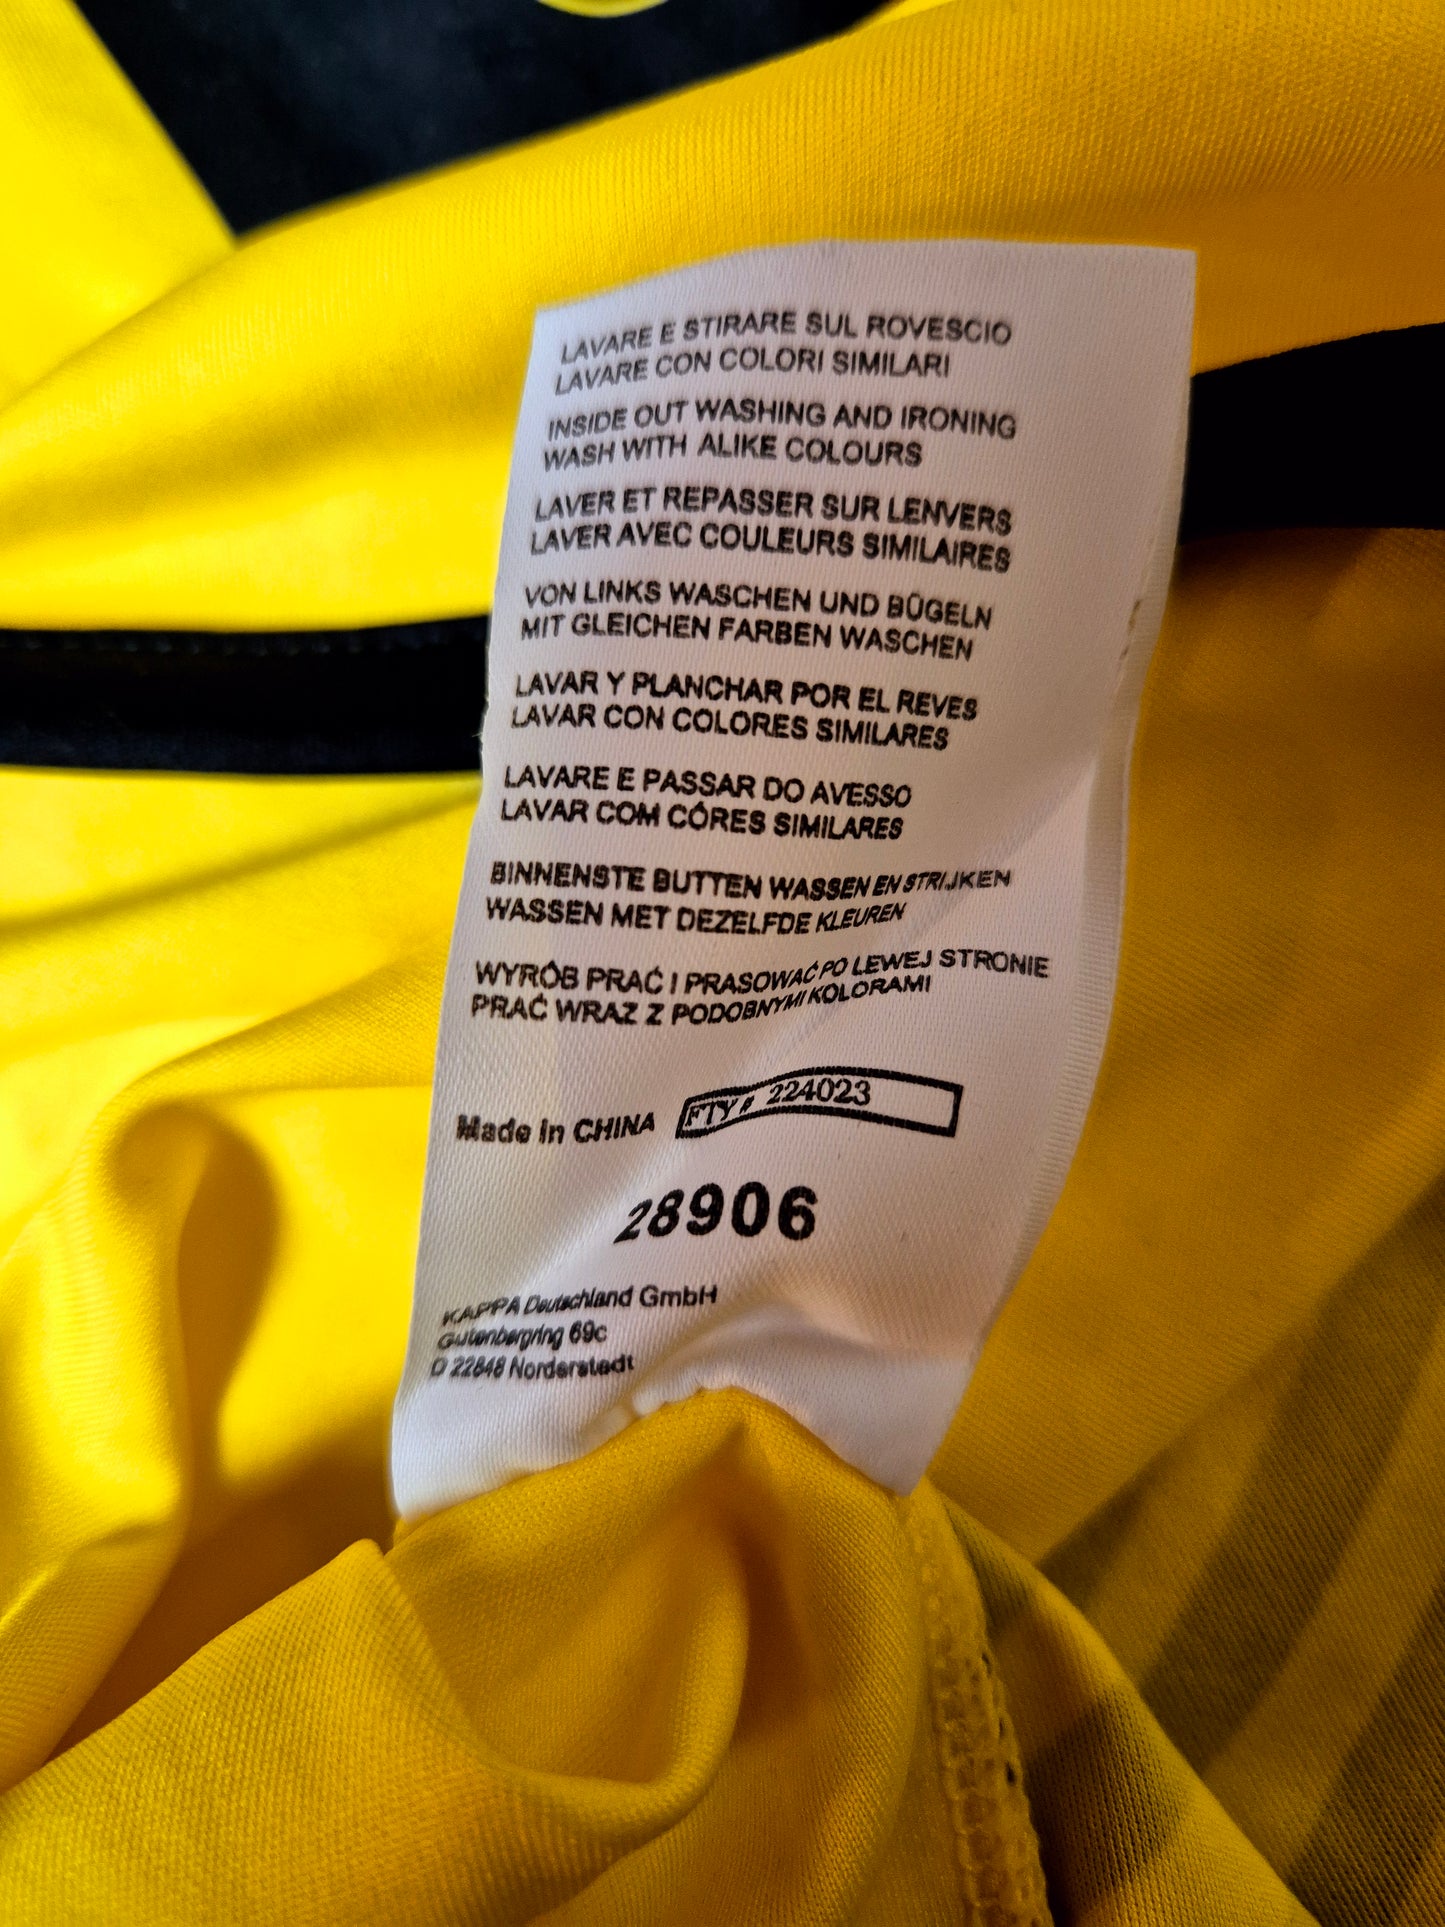 LAVARE E STIRARE SUL ROVESCIO
LAVARE CON COLORI SIMILARI
INSIDE OUT WASHING AND IRONING
WASH WITH ALIKE COLOURS
LAVER ET REPASSER SUR LENVERS
LAVER AVEC COULEURS SIMILAIRES
VON LINKS WASCHEN UND BÜGELN
MIT GLEICHEN FARBEN WASCHEN
LAVAR Y PLANCHAR POR EL REVES
LAVAR CON COLORES SIMILARES
LAVARE E PASSAR DO AVESSO
LAVAR COM CÔRES SIMILARES
BINNENSTE BUTTEN WASSEN EN STRIJKEN
WASSEN MET DEZELFDE KLEUREN
WYRÓB PRAĆ I PRASOWAĆ PO LEWEJ STRONIE
PRAĆ WRAZ Z PODOBNYMI KOLORAMI
Made in CHINA FTY# 224023
28906
KAPPA Deutschland GmbH
Gutenbergring 69c
D 22848 Norderstedt